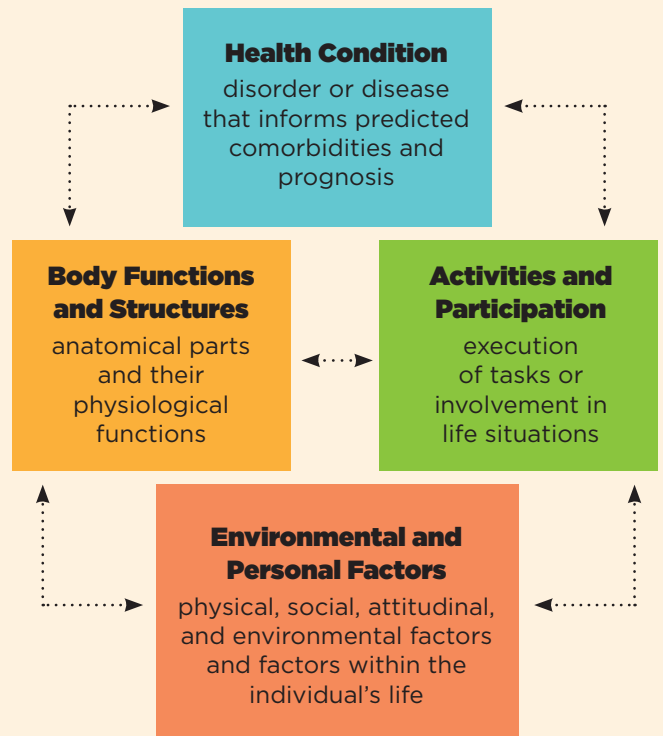 Health Condition
disorder or disease
that informs predicted
comorbidities and
prognosis
Body Functions
and Structures
anatomical parts
and their
physiological
functions
Activities and
Participation
execution
of tasks or
involvement in
life situations
Environmental and
Personal Factors
physical, social, attitudinal,
and environmental factors
and factors within the
individual’s life